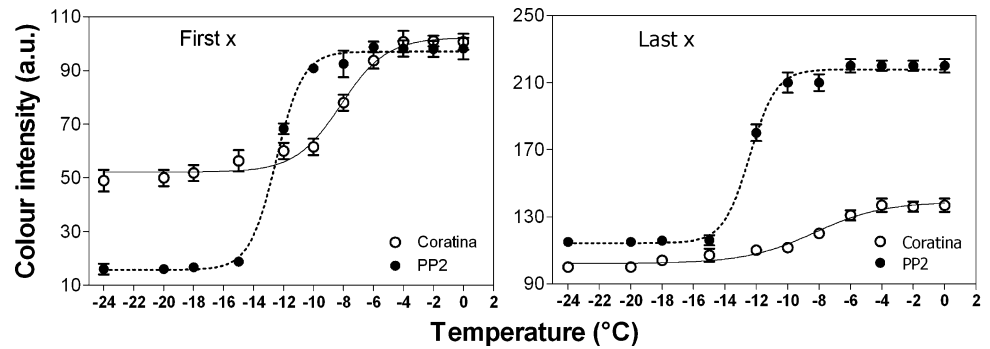 Colour intensity (a.u.)
110
90
70
50
30
10
First x
Coratina
PP2
-24 -22 -20 -18 -16 -14 -12 -10 -8 -6 -4 -2 0 2
250
210
170
130
90
Last x
Coratina
PP2
-24 -22 -20 -18 -16 -14 -12 -10 -8 -6 -4 -2 0 2
Temperature (°C)